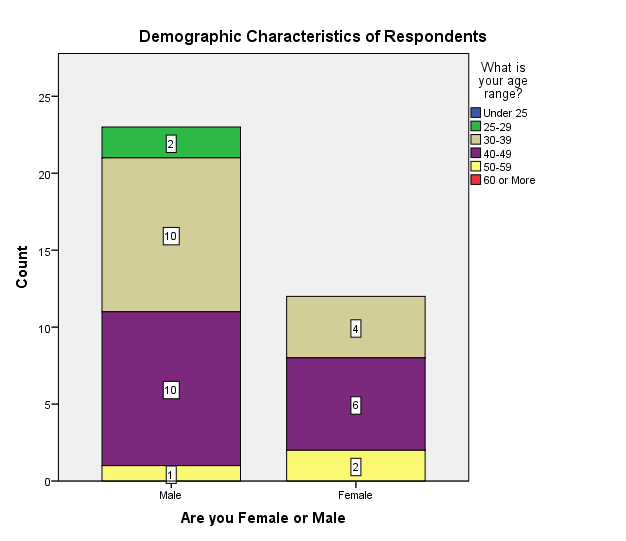 Demographic Characteristics of Respondents
What is
your age
range?
Under 25
25-29
30-39
40-49
50-59
60 or More
25
20
15
10
5
0
Count
2
10
10
1
4
6
2
Male
Female
Are you Female or Male